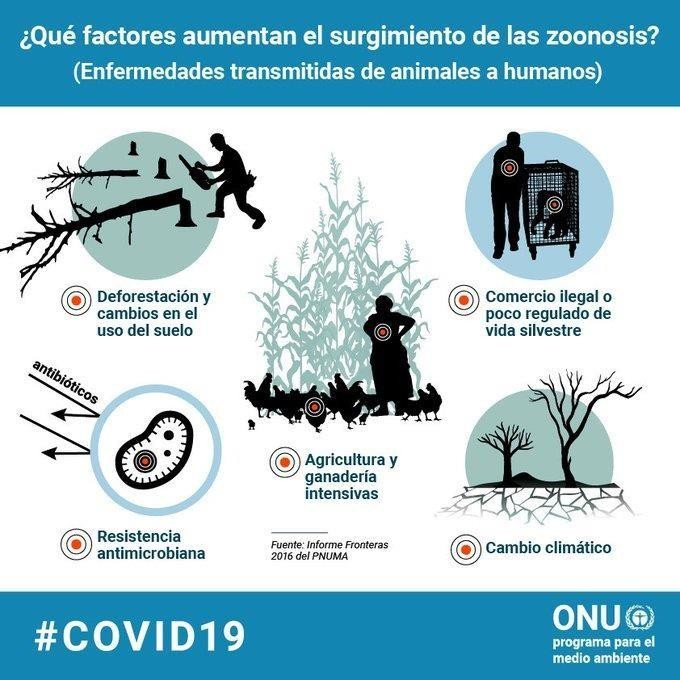 ¿Qué factores aumentan el surgimiento de las zoonosis?
(Enfermedades transmitidas de animales a humanos)
Deforestación y
cambios en el
uso del suelo
Comercio ilegal o
poco regulado de
vida silvestre
antibióticos
Agricultura y
ganadería
intensivas
Resistencia
antimicrobiana
Fuente: Informe Fronteras
2016 del PNUMA
Cambio climático
#COVID19
ONU
programa para el
medio ambiente